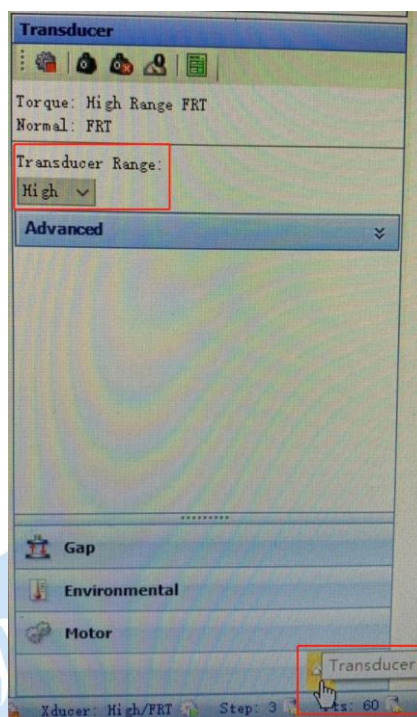 Transducer
Torque: High Range FRT
Normal: FRT
Transducer Range:
High
Advanced
Gap
Environmental
Motor
Transducer
Xducer: High/FRT Step: 3 ts: 60